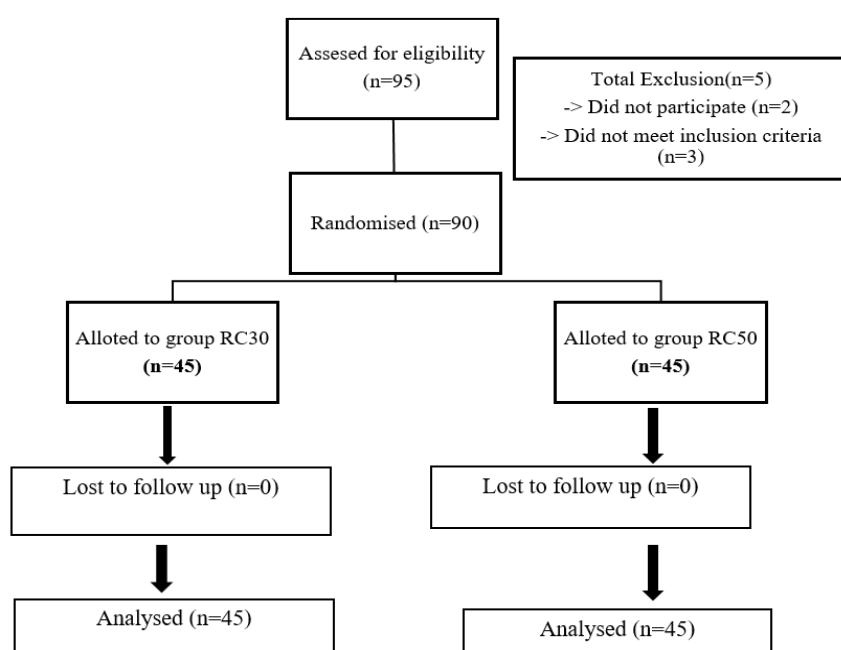 Assesed for eligibility
(n=95)
Total Exclusion(n=5)
-> Did not participate (n=2)
-> Did not meet inclusion criteria
(n=3)
Randomised (n=90)
Alloted to group RC30
(n=45)
Alloted to group RC50
(n=45)
Lost to follow up (n=0)
Lost to follow up (n=0)
Analysed (n=45)
Analysed (n=45)